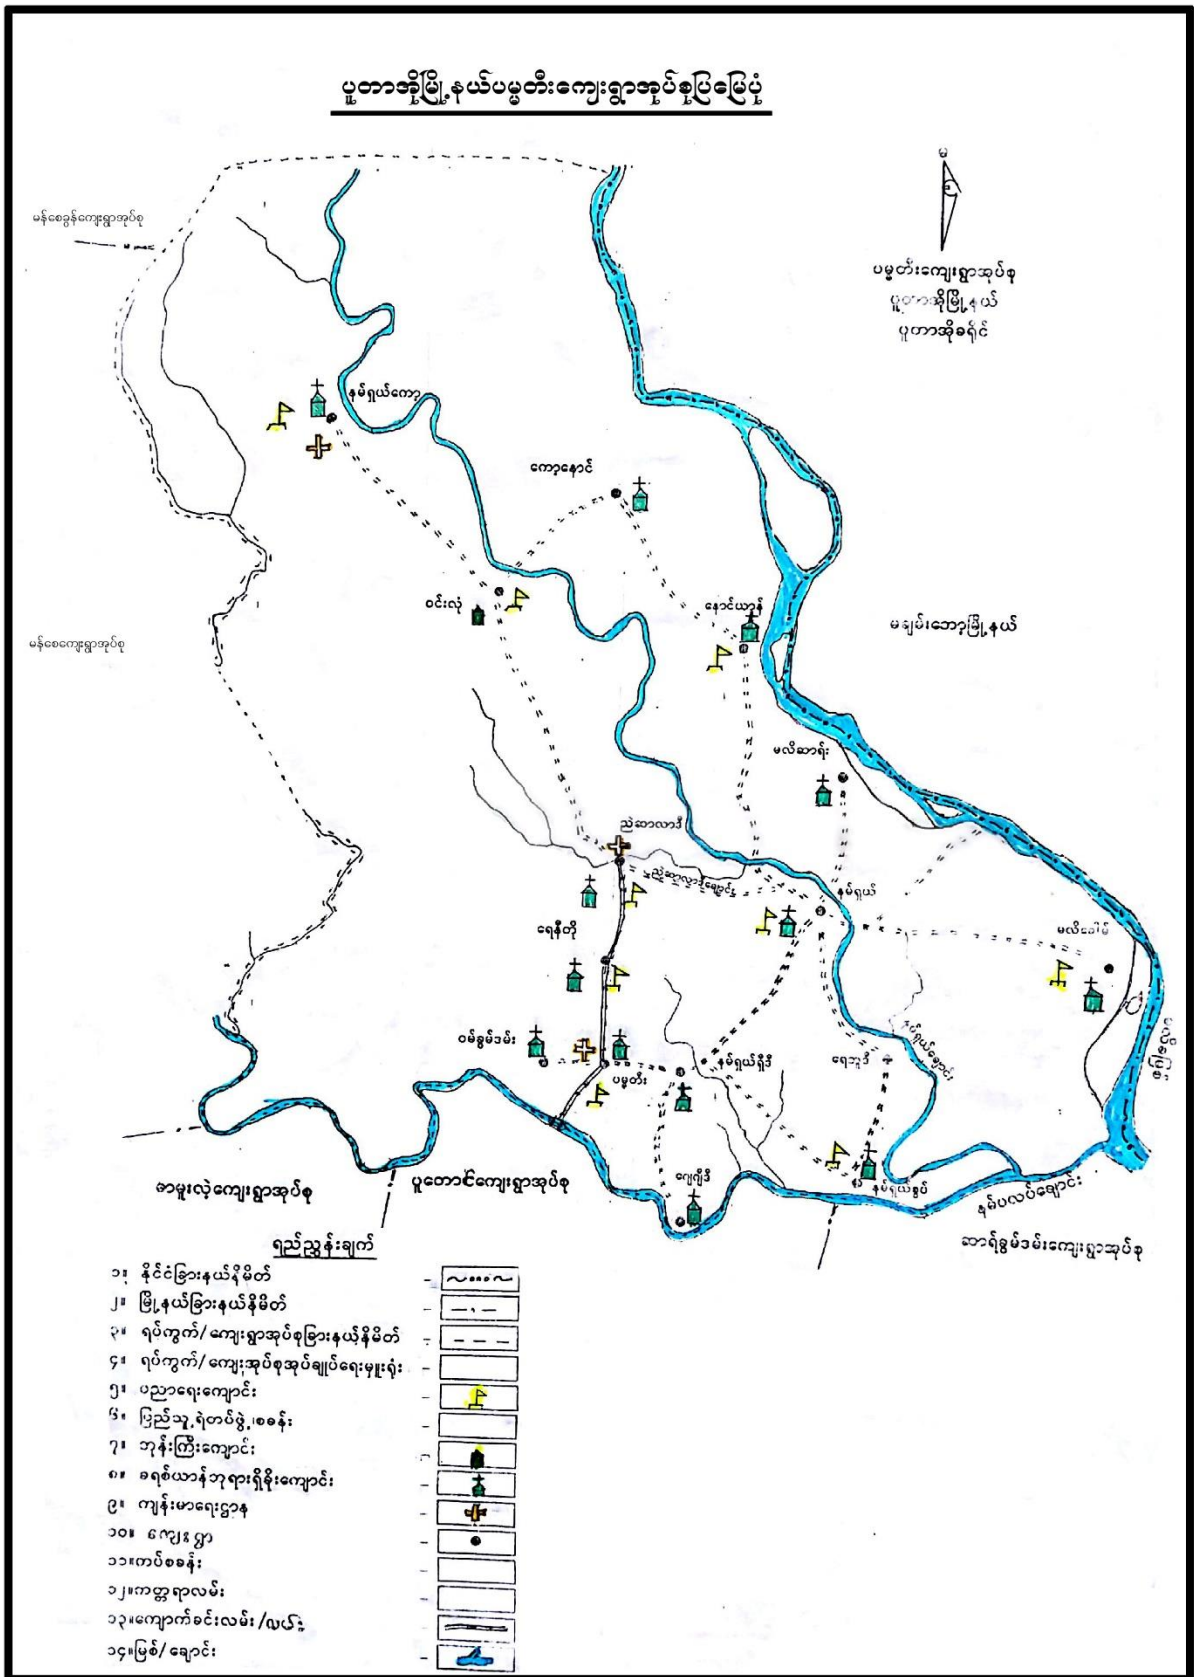 ပူတာအိုမြို့နယ်ပမ္မတီးကျေးရွာအုပ်စုပြမြေပုံ
မ
မန်စေခွန်ကျေးရွာအုပ်စု
ပမ္မတီးကျေးရွာအုပ်စု
ပူတာအိုမြို့နယ်
ပူတာအိုခရိုင်
နမ်ရှယ်ကော့
ကော့နောင်
ဝင်းလုံ
နောင်ယာန်
မချမ်းဘော့မြို့နယ်
မန်စေကျေးရွာအုပ်စု
မလိဆာရ်း
ညဲဆာလာဒီ
ညဲဆာလာဒီချောင်း
နမ်ရှယ်
ရေနီတို
မလိခေါမ်
ဝမ်ခွမ်ဒမ်း
ပမ္မတီး
နမ်ရှယ်ရှီဒီ
ရေဘူဒီ
နမ်ရှယ်ချောင်း
ဂျေဂျီဒီ
နမ်ရှယ်စွပ်
နမ်ပလပ်ချောင်း
ခာမူးလဲ့ကျေးရွာအုပ်စု
ပူတောင်ကျေးရွာအုပ်စု
ဆာရ်ခွမ်ဒမ်းကျေးရွာအုပ်စု
ရည်ညွှန်းချက်
၁။ နိုင်ငံခြားနယ်နိမိတ်
၂။ မြို့နယ်ခြားနယ်နိမိတ်
၃။ ရပ်ကွက်/ကျေးရွာအုပ်စုခြားနယ်နိမိတ်
၄။ ရပ်ကွက်/ကျေးအုပ်စုအုပ်ချုပ်ရေးမှူးရုံး
၅။ ပညာရေးကျောင်း
၆။ ပြည်သူ့ရဲတပ်ဖွဲ့စခန်း
၇။ ဘုန်းကြီးကျောင်း
၈။ ခရစ်ယာန်ဘုရားရှိခိုးကျောင်း
၉။ ကျန်းမာရေးဌာန
၁၀။ ကျေးရွာ
၁၁။ကပ်စခန်း
၁၂။ကတ္တရာလမ်း
၁၃။ကျောက်ခင်းလမ်း
၁၄။မြစ်/ချောင်း